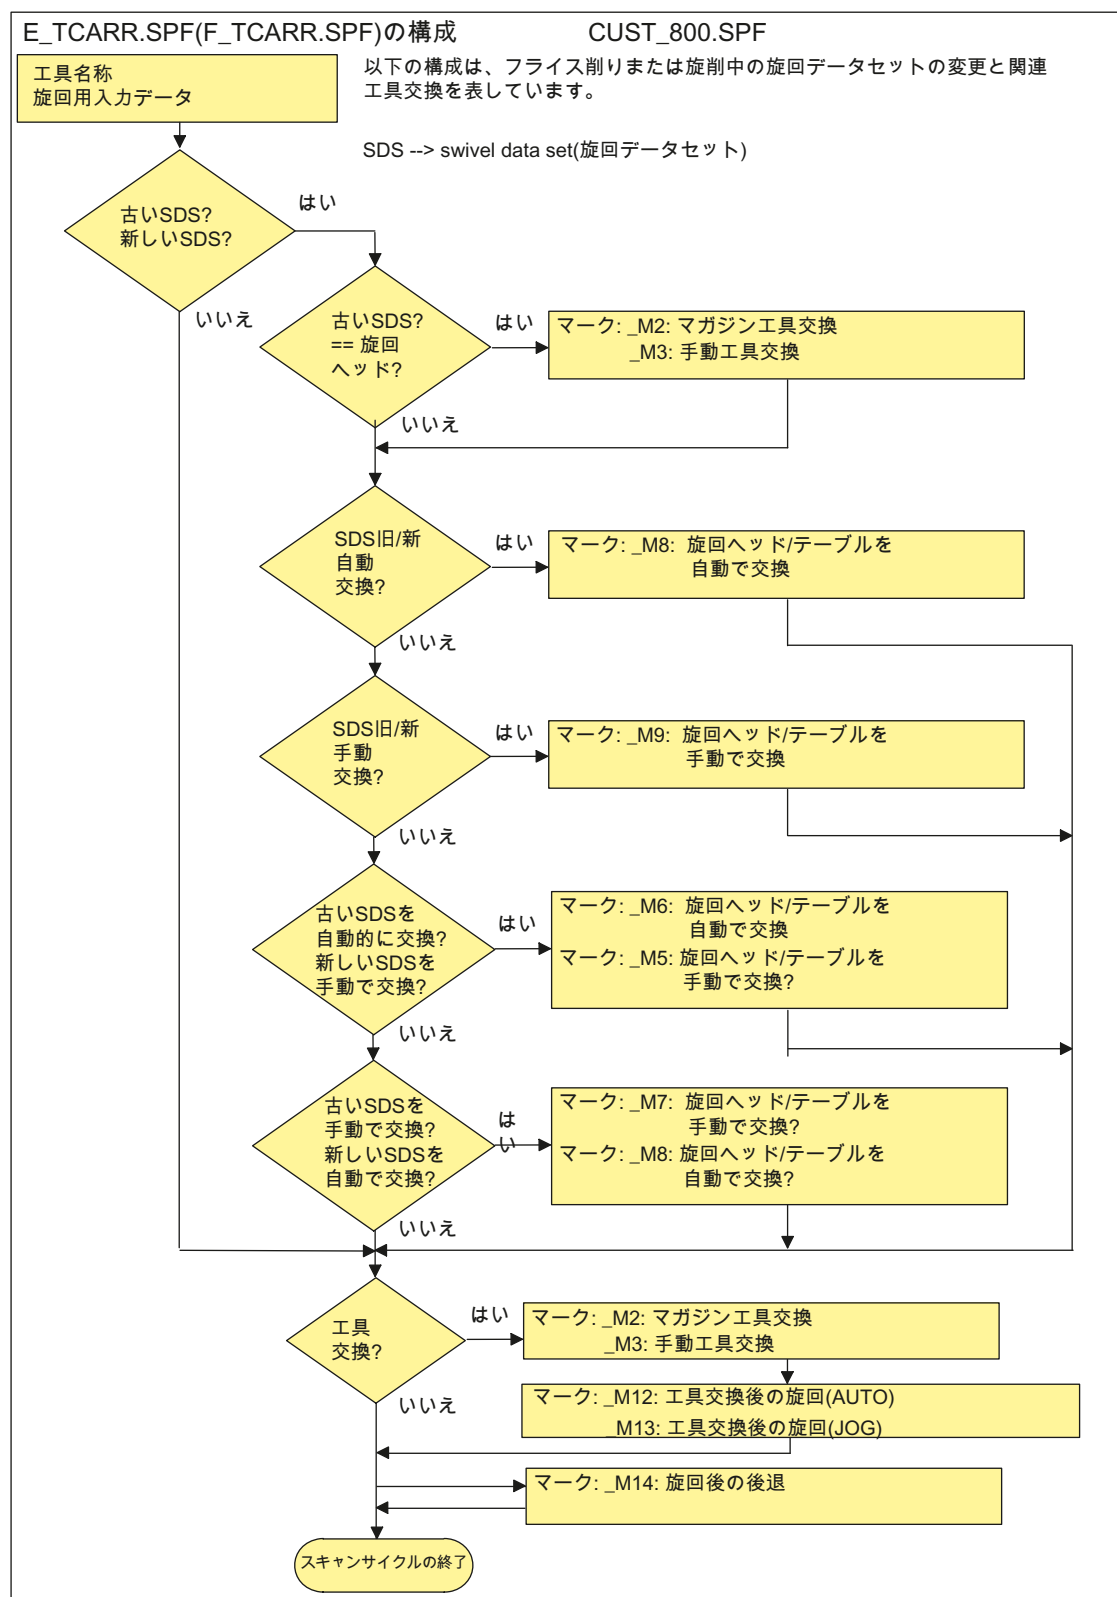 E_TCARR.SPF(F_TCARR.SPF)の構成 CUST_800.SPF
工具名称
旋回用入力データ
以下の構成は、フライス削りまたは旋削中の旋回データセットの変更と関連
工具交換を表しています。
SDS --> swivel data set(旋回データセット)
古いSDS?
新しいSDS?
はい
いいえ
古いSDS?
== 旋回
ヘッド?
はい
マーク: _M2: マガジン工具交換
_M3: 手動工具交換
いいえ
SDS旧/新
自動
交換?
はい
マーク: _M8: 旋回ヘッド/テーブルを
自動で交換
いいえ
SDS旧/新
手動
交換?
はい
マーク: _M9: 旋回ヘッド/テーブルを
手動で交換
いいえ
古いSDSを
自動的に交換?
新しいSDSを
手動で交換?
はい
マーク: _M6: 旋回ヘッド/テーブルを
自動で交換
マーク: _M5: 旋回ヘッド/テーブルを
手動で交換?
いいえ
古いSDSを
手動で交換?
新しいSDSを
自動で交換?
は
い
マーク: _M7: 旋回ヘッド/テーブルを
手動で交換?
マーク: _M8: 旋回ヘッド/テーブルを
自動で交換?
いいえ
工具
交換?
はい
マーク: _M2: マガジン工具交換
_M3: 手動工具交換
いいえ
マーク: _M12: 工具交換後の旋回(AUTO)
_M13: 工具交換後の旋回(JOG)
マーク: _M14: 旋回後の後退
スキャンサイクルの終了